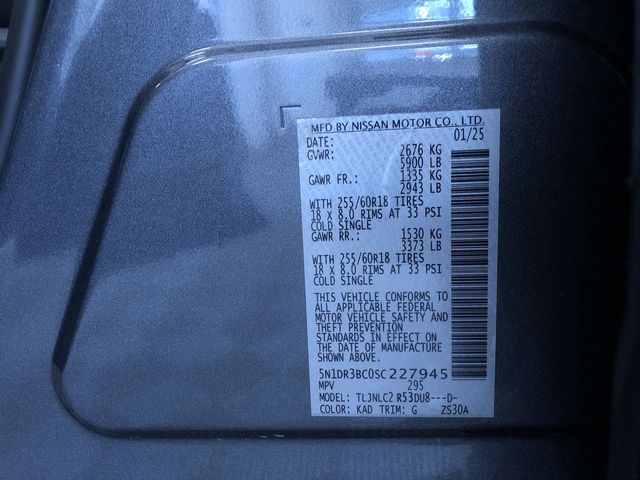 MFD BY NISSAN MOTOR CO., LTD.
DATE: 01/25
GVWR: 2676 KG
5900 LB
GAWR FR.: 1335 KG
2943 LB
WITH 255/60R18 TIRES
18 X 8.0 RIMS AT 33 PSI
COLD SINGLE
GAWR RR.: 1530 KG
3373 LB
WITH 255/60R18 TIRES
18 X 8.0 RIMS AT 33 PSI
COLD SINGLE
THIS VEHICLE CONFORMS TO
ALL APPLICABLE FEDERAL
MOTOR VEHICLE SAFETY AND
THEFT PREVENTION
STANDARDS IN EFFECT ON
THE DATE OF MANUFACTURE
SHOWN ABOVE.
5N1DR3BC0SC227945
MPV 295
MODEL: TLJNLC2 R53DU8---D-
COLOR: KAD TRIM: G ZS30A